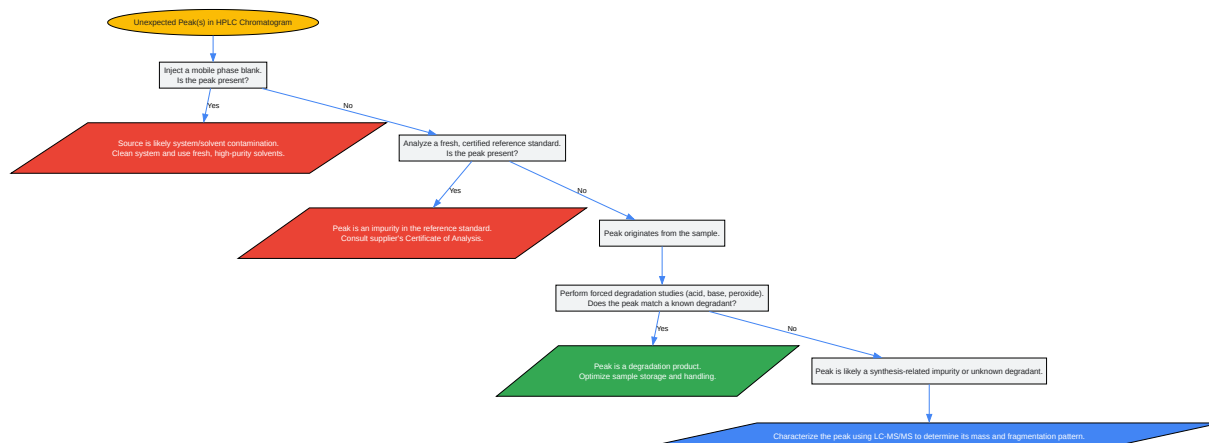 Unexpected Peak(s) in HPLC Chromatogram
Inject a mobile phase blank.
Is the peak present?
Yes
No
Source is likely system/solvent contamination.
Clean system and use fresh, high-purity solvents.
Analyze a fresh, certified reference standard.
Is the peak present?
Yes
No
Peak is an impurity in the reference standard.
Consult supplier's Certificate of Analysis.
Peak originates from the sample.
Perform forced degradation studies (acid, base, peroxide).
Does the peak match a known degradant?
Yes
No
Peak is a degradation product.
Optimize sample storage and handling.
Peak is likely a synthesis-related impurity or unknown degradant.
Characterize the peak using LC-MS/MS to determine its mass and fragmentation pattern.